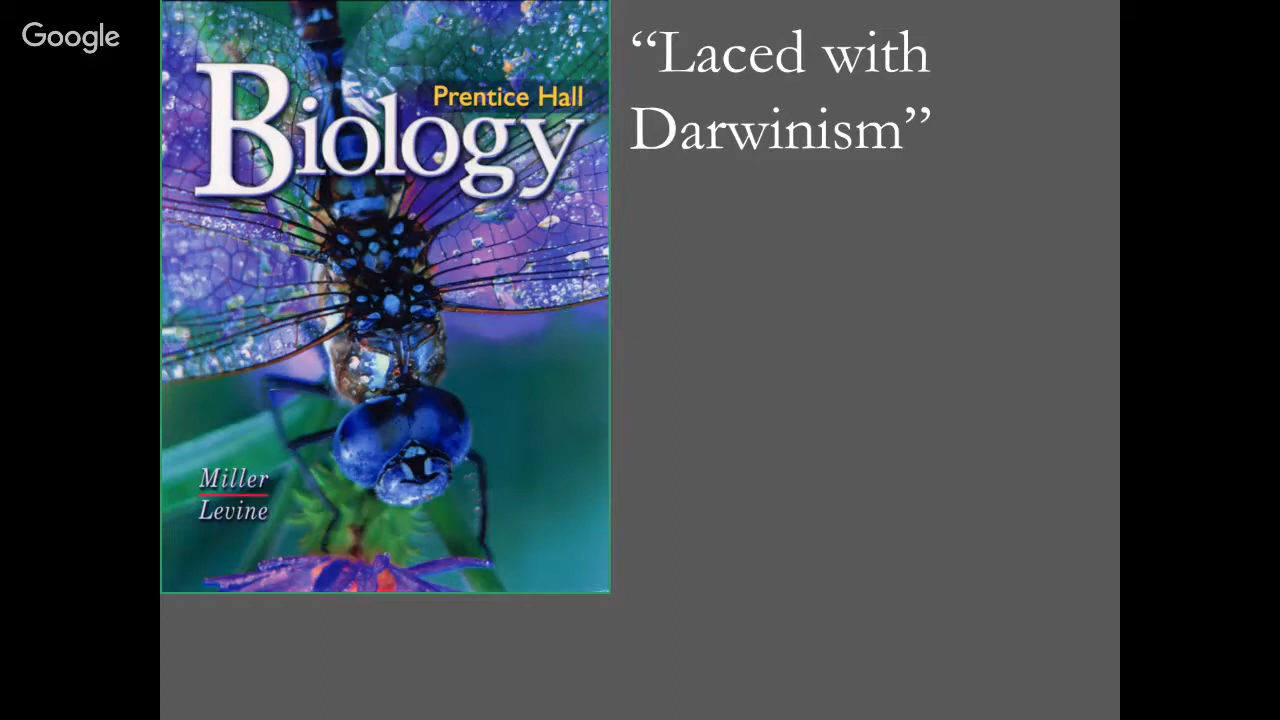 Google
Prentice Hall
Biology
Miller
Levine
“Laced with
Darwinism”